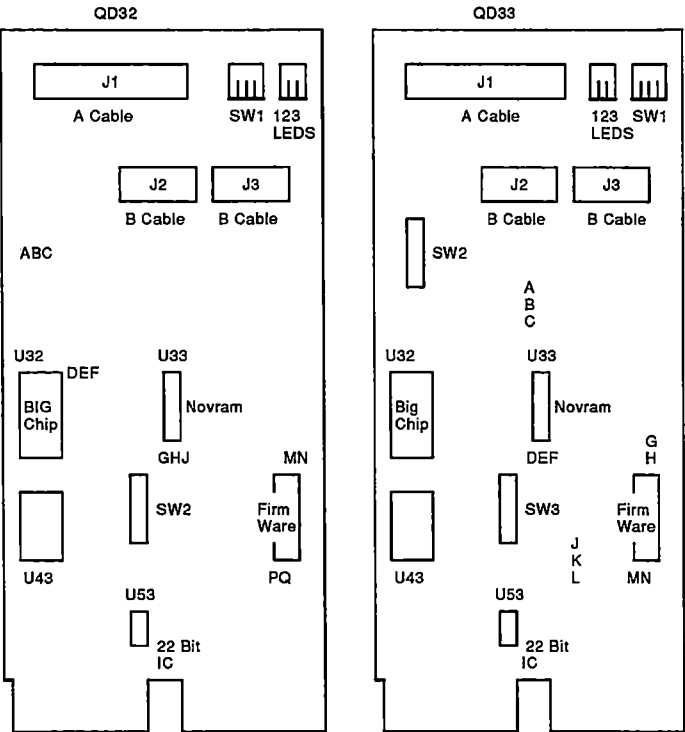 QD32
J1
A Cable
SW1
123
LEDS
J2
J3
B Cable
B Cable
ABC
U32
DEF
BIG
Chip
U33
Novram
GHJ
MN
SW2
Firm
Ware
U43
PQ
U53
22 Bit
IC
QD33
J1
A Cable
123
LEDS
SW1
J2
J3
B Cable
B Cable
SW2
A
B
C
U32
Big
Chip
U33
Novram
DEF
G
H
SW3
Firm
Ware
J
K
L
U43
MN
U53
22 Bit
IC